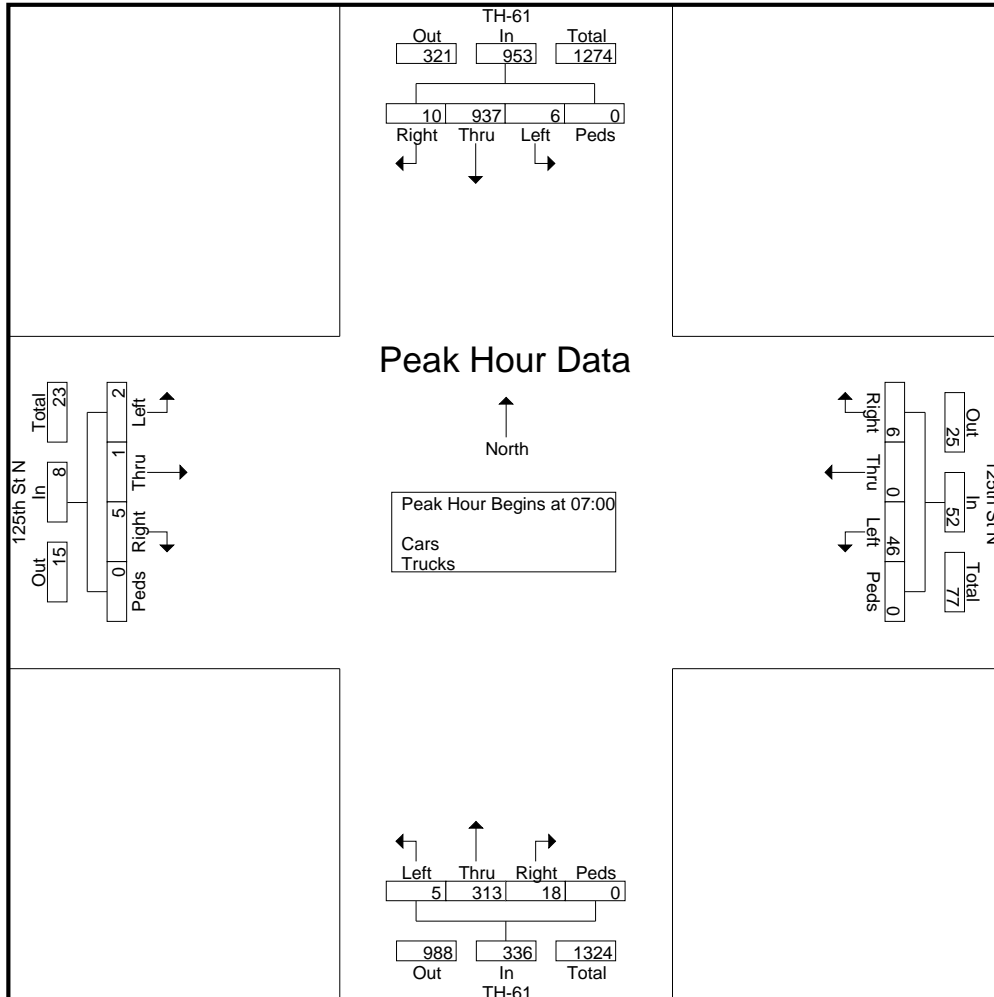 TH-61
Out In Total
321 953 1274
10 937 6 0
Right Thru Left Peds
Peak Hour Data
North
Peak Hour Begins at 07:00
Cars
Trucks
125th St N
Total In Out
23 8 15
2 1 5 0
Left Thru Right Peds
Right Thru Left Peds
6 0 46 0
Out In Total
25 52 77
125th St N
Left Thru Right Peds
5 313 18 0
988 336 1324
Out In Total
TH-61